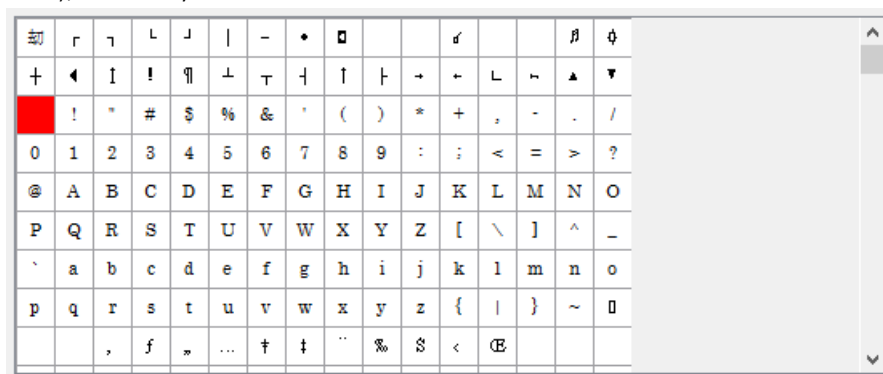 ┌ ┐ └ ┘ │ − • ◘ ♂ ♬ ☼
┼ ◀ ↕ ! ¶ ┴ ┬ ┤ ↑ ├ → ← ∟ ↔ ▲ ▼
! " # $ % & ' ( ) * + , - . /
0 1 2 3 4 5 6 7 8 9 : ; < = > ?
@ A B C D E F G H I J K L M N O
P Q R S T U V W X Y Z [ \ ] ^ _
` a b c d e f g h i j k l m n o
p q r s t u v w x y z { | } ~ ▯
‚ ƒ „ … † ‡ ¨ ‰ Š ‹ Œ